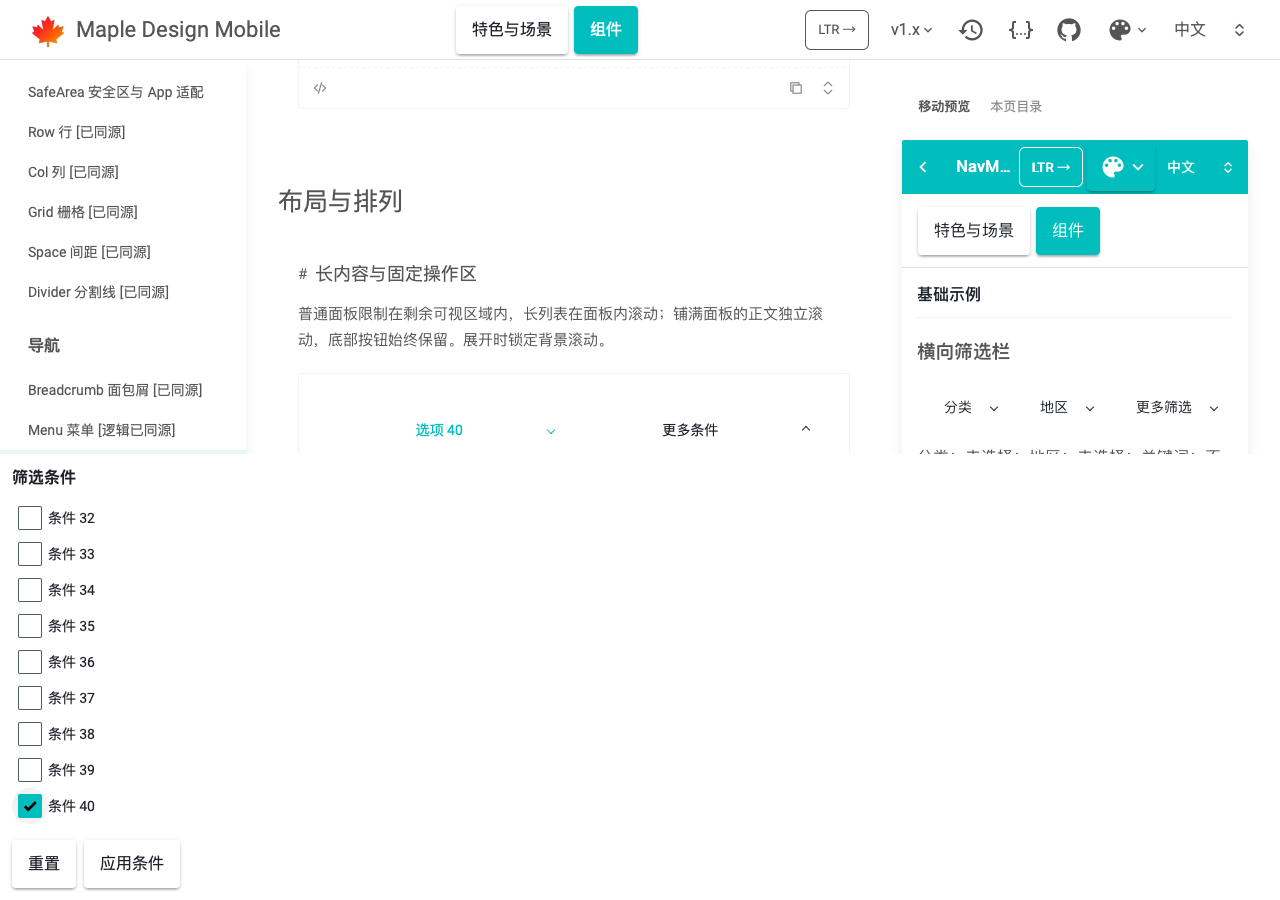 Maple Design Mobile
特色与场景
组件
LTR →
v1.x
中文
SafeArea 安全区与 App 适配
Row 行 [已同源]
Col 列 [已同源]
Grid 栅格 [已同源]
Space 间距 [已同源]
Divider 分割线 [已同源]
导航
Breadcrumb 面包屑 [已同源]
Menu 菜单 [逻辑已同源]
布局与排列
# 长内容与固定操作区
普通面板限制在剩余可视区域内，长列表在面板内滚动；铺满面板的正文独立滚
动，底部按钮始终保留。展开时锁定背景滚动。
选项 40
更多条件
移动预览
本页目录
NavM...
LTR →
中文
特色与场景
组件
基础示例
横向筛选栏
分类
地区
更多筛选
筛选条件
条件 32
条件 33
条件 34
条件 35
条件 36
条件 37
条件 38
条件 39
条件 40
重置
应用条件